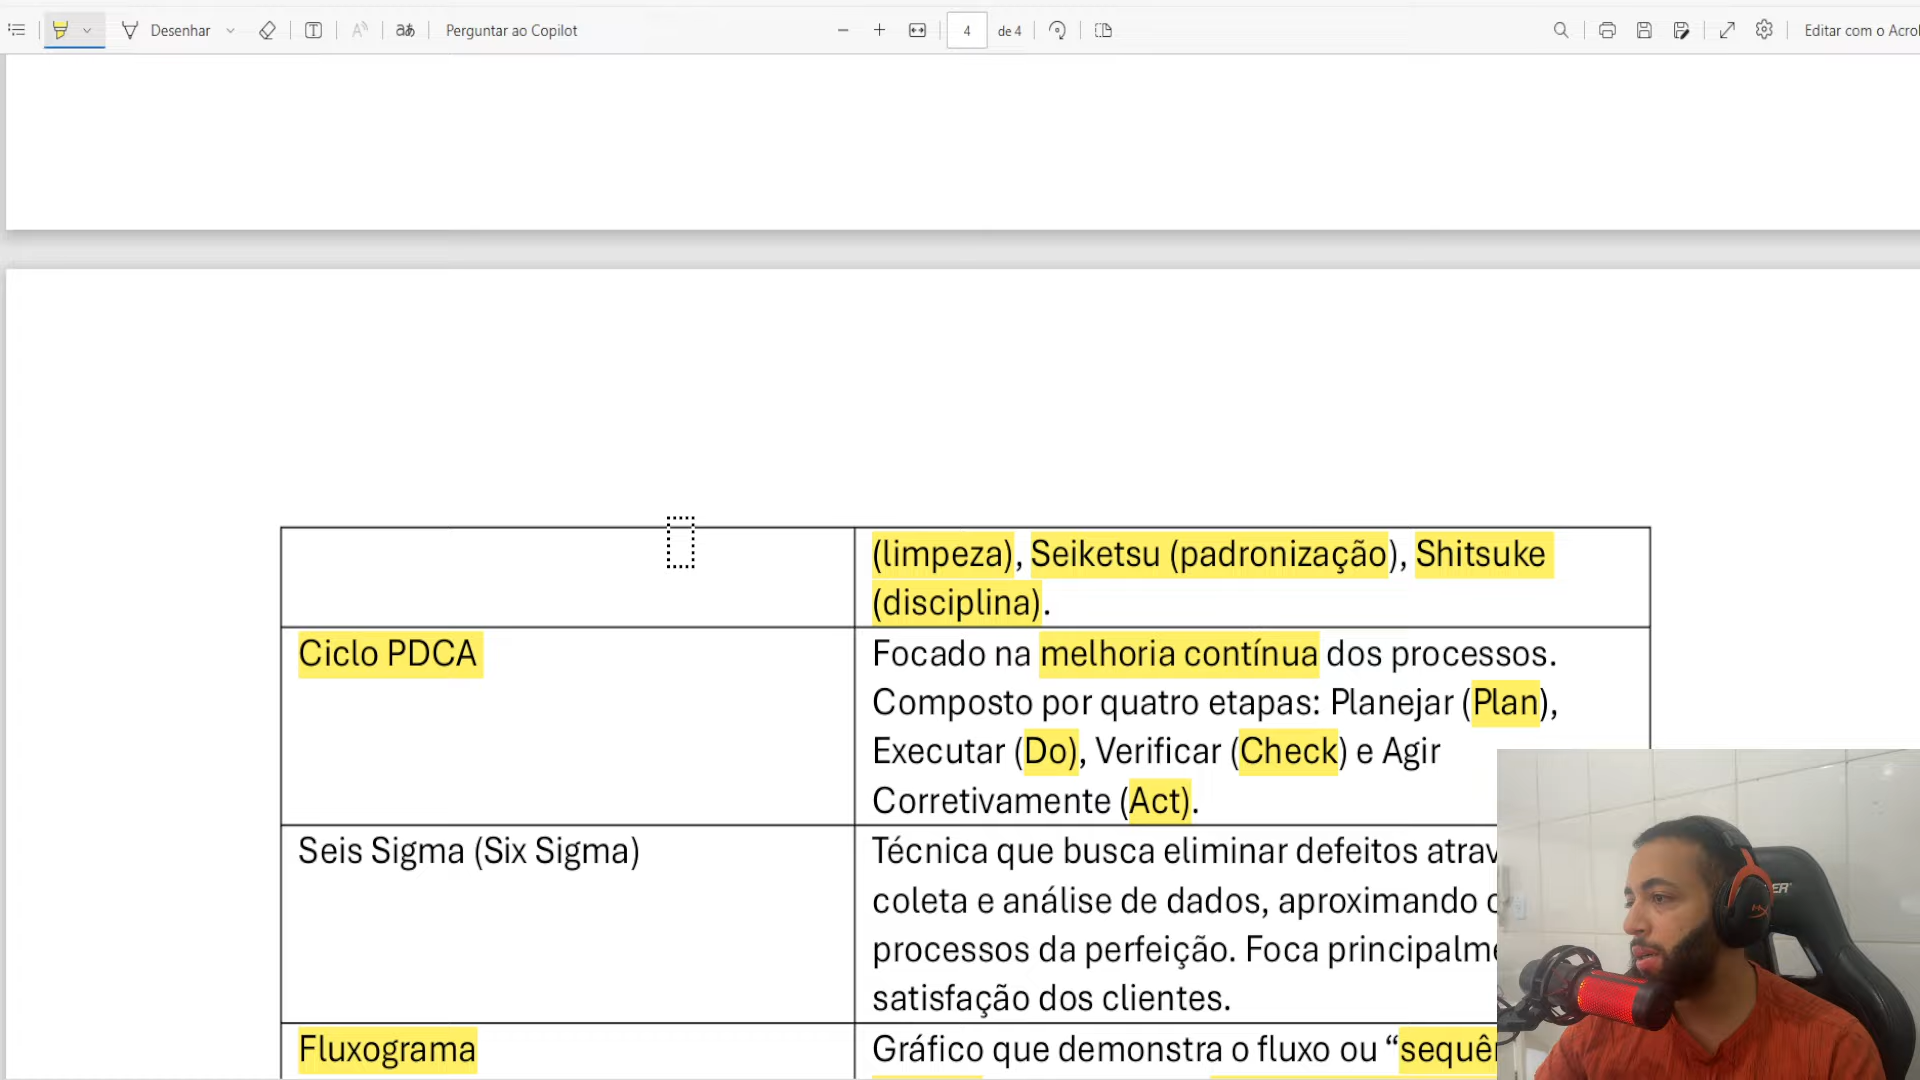 Desenhar
Perguntar ao Copilot
4 de 4
Editar com o Acro
(limpeza), Seiketsu (padronização), Shitsuke
(disciplina).
Ciclo PDCA
Focado na melhoria contínua dos processos.
Composto por quatro etapas: Planejar (Plan),
Executar (Do), Verificar (Check) e Agir
Corretivamente (Act).
Seis Sigma (Six Sigma)
Técnica que busca eliminar defeitos
coleta e análise de dados, aproximando
processos da perfeição. Foca
satisfação dos clientes.
Fluxograma
Gráfico que demonstra o fluxo ou “